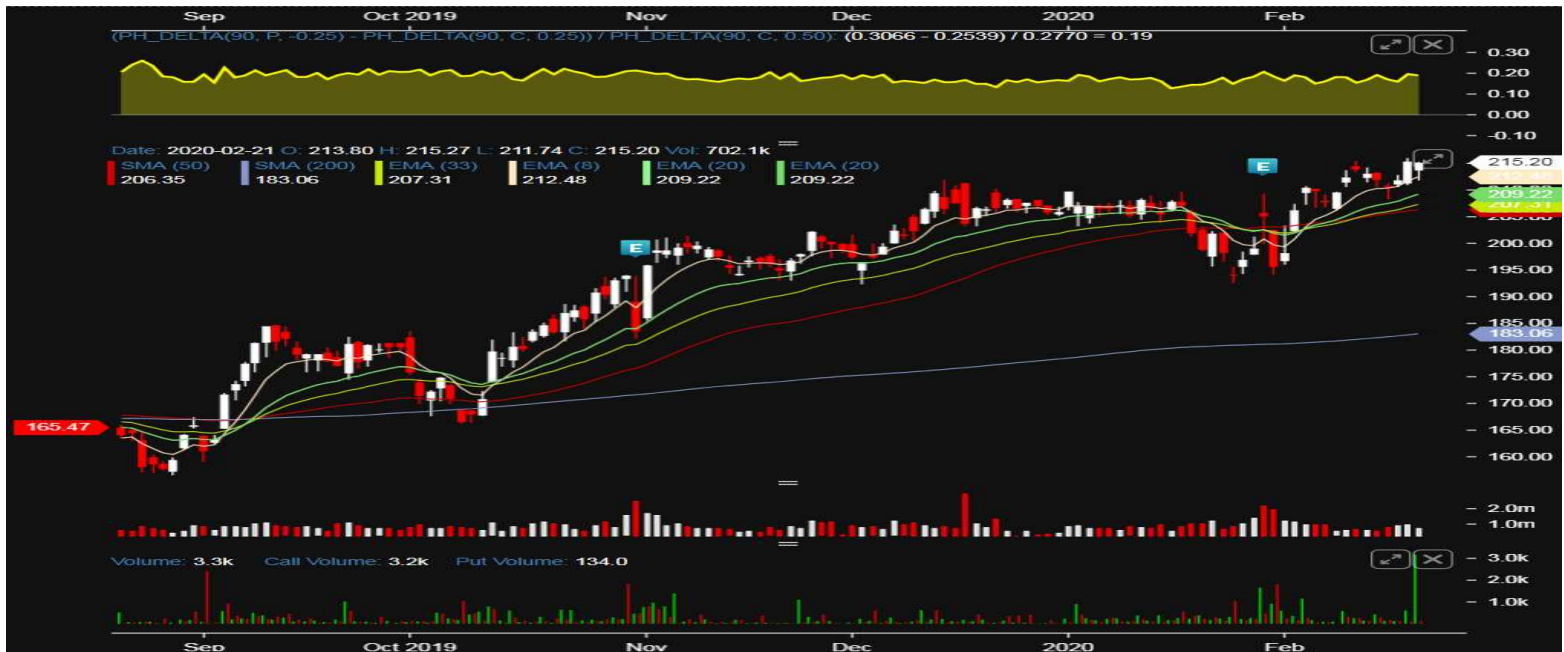 Sep Oct 2019 Nov Dec 2020 Feb
(PH_DELTA(90, P, -0.25) - PH_DELTA(90, C, 0.25)) / PH_DELTA(90, C, 0.50): (0.3066 - 0.2539) / 0.2770 = 0.19
0.30
0.20
0.10
0.00
-0.10
Date: 2020-02-21 O: 213.80 H: 215.27 L: 211.74 C: 215.20 Vol: 702.1k
SMA (50) SMA (200) EMA (33) EMA (8) EMA (20) EMA (20)
206.35 183.06 207.31 212.48 209.22 209.22
E
215.20
212.48
209.22
207.31
E
200.00
195.00
190.00
185.00
183.06
180.00
175.00
170.00
165.47
165.00
160.00
2.0m
1.0m
Volume: 3.3k Call Volume: 3.2k Put Volume: 134.0
3.0k
2.0k
1.0k
Sep Oct 2019 Nov Dec 2020 Feb